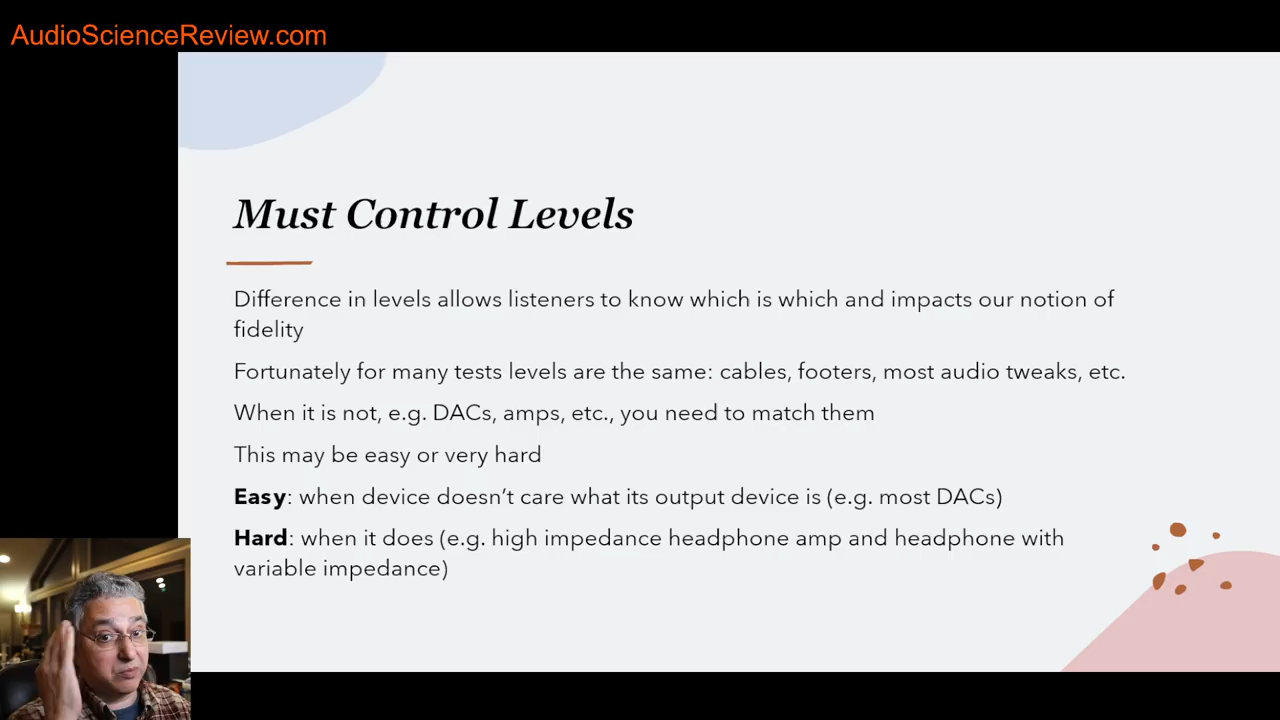 AudioScienceReview.com
Must Control Levels
Difference in levels allows listeners to know which is which and impacts our notion of
fidelity
Fortunately for many tests levels are the same: cables, footers, most audio tweaks, etc.
When it is not, e.g. DACs, amps, etc., you need to match them
This may be easy or very hard
Easy: when device doesn’t care what its output device is (e.g. most DACs)
Hard: when it does (e.g. high impedance headphone amp and headphone with
variable impedance)